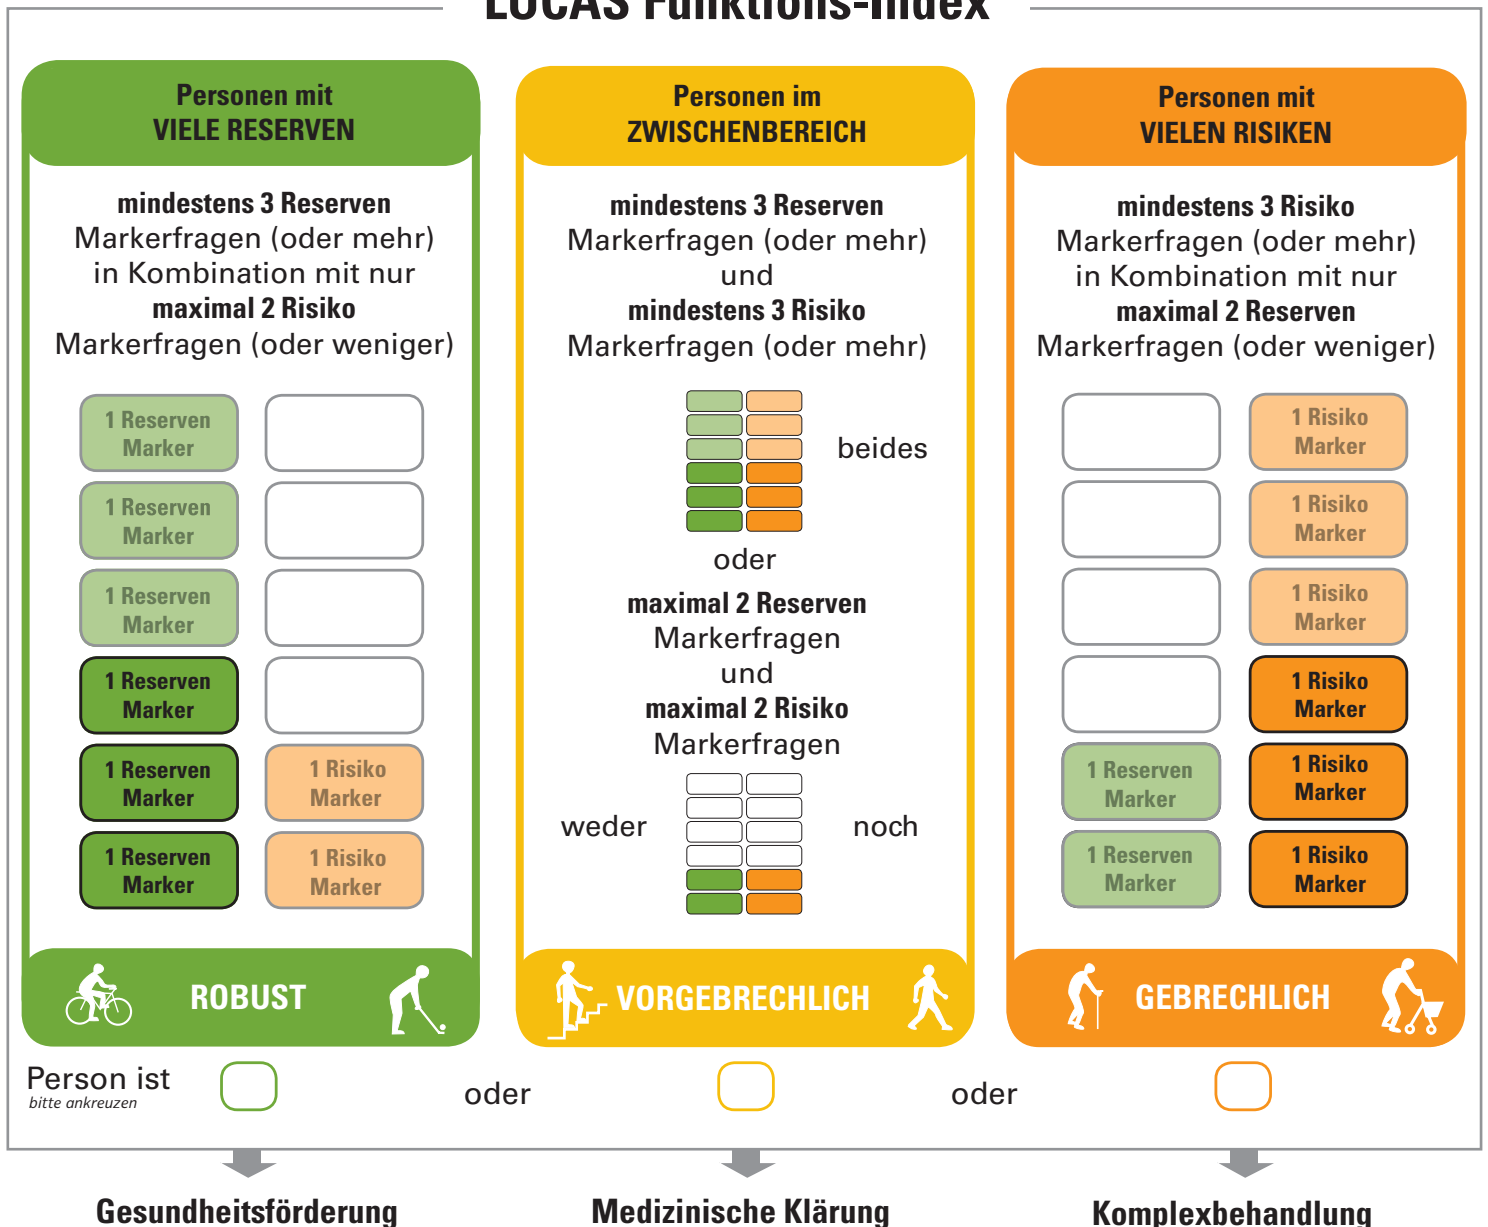 LUCAS Funktions-Index
Personen mit
VIELE RESERVEN
mindestens 3 Reserven
Markerfragen (oder mehr)
in Kombination mit nur
maximal 2 Risiko
Markerfragen (oder weniger)
1 Reserven
Marker
1 Reserven
Marker
1 Reserven
Marker
1 Reserven
Marker
1 Reserven
Marker
1 Risiko
Marker
1 Reserven
Marker
1 Risiko
Marker
ROBUST
Personen im
ZWISCHENBEREICH
mindestens 3 Reserven
Markerfragen (oder mehr)
und
mindestens 3 Risiko
Markerfragen (oder mehr)
beides
oder
maximal 2 Reserven
Markerfragen
und
maximal 2 Risiko
Markerfragen
weder noch
VORGEBRECHLICH
Personen mit
VIELEN RISIKEN
mindestens 3 Risiko
Markerfragen (oder mehr)
in Kombination mit nur
maximal 2 Reserven
Markerfragen (oder weniger)
1 Risiko
Marker
1 Risiko
Marker
1 Risiko
Marker
1 Risiko
Marker
1 Reserven
Marker
1 Risiko
Marker
1 Reserven
Marker
1 Risiko
Marker
GEBRECHLICH
Person ist
bitte ankreuzen
oder
oder
Gesundheitsförderung
Medizinische Klärung
Komplexbehandlung